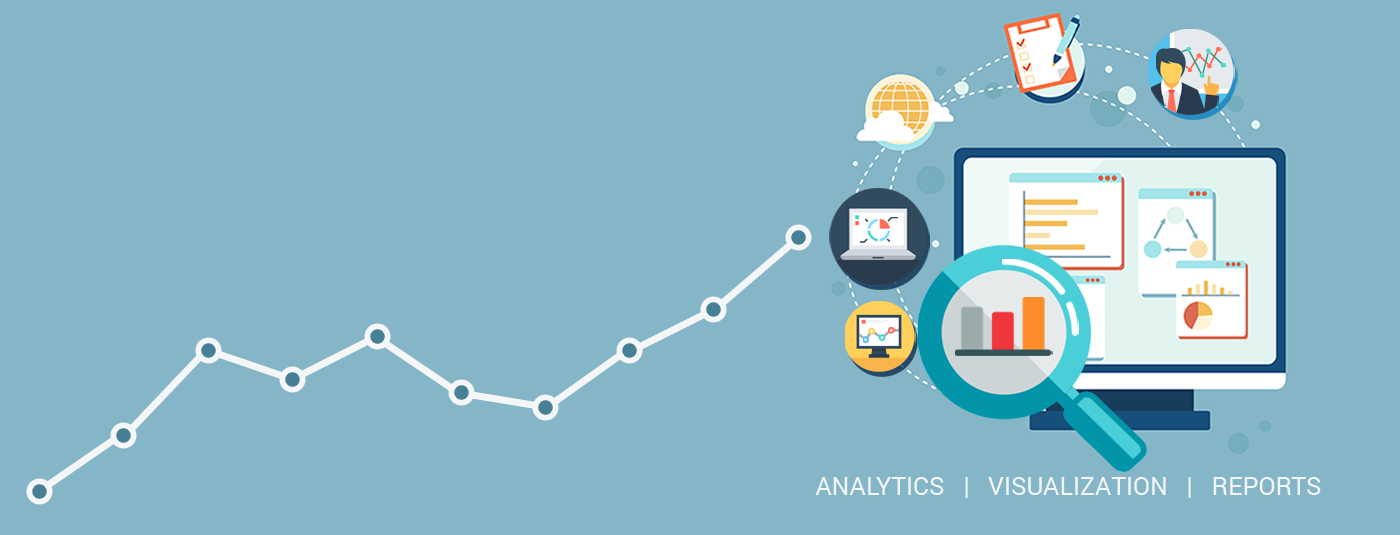 ANALYTICS | VISUALIZATION | REPORTS